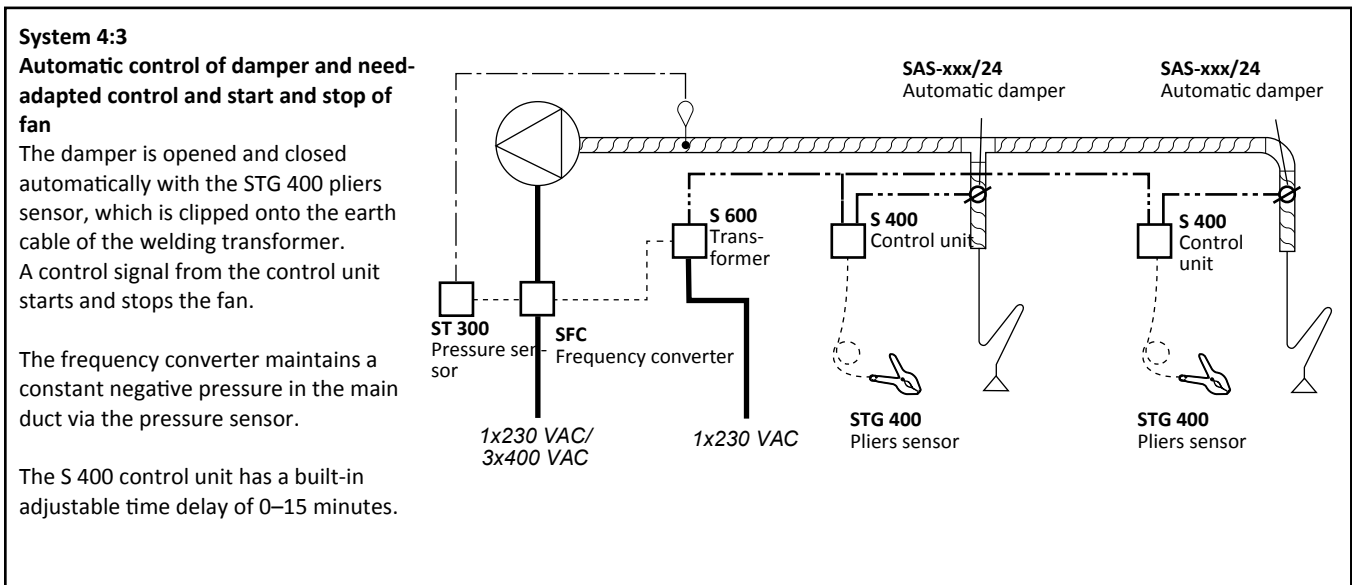 System 4:3
Automatic control of damper and need-
adapted control and start and stop of
fan
The damper is opened and closed
automatically with the STG 400 pliers
sensor, which is clipped onto the earth
cable of the welding transformer.
A control signal from the control unit
starts and stops the fan.
The frequency converter maintains a
constant negative pressure in the main
duct via the pressure sensor.
The S 400 control unit has a built-in
adjustable time delay of 0–15 minutes.
SAS-xxx/24
Automatic damper
SAS-xxx/24
Automatic damper
S 600
Trans-
former
S 400
Control unit
S 400
Control
unit
ST 300
Pressure sen-
sor
SFC
Frequency converter
STG 400
Pliers sensor
STG 400
Pliers sensor
1x230 VAC/
3x400 VAC
1x230 VAC